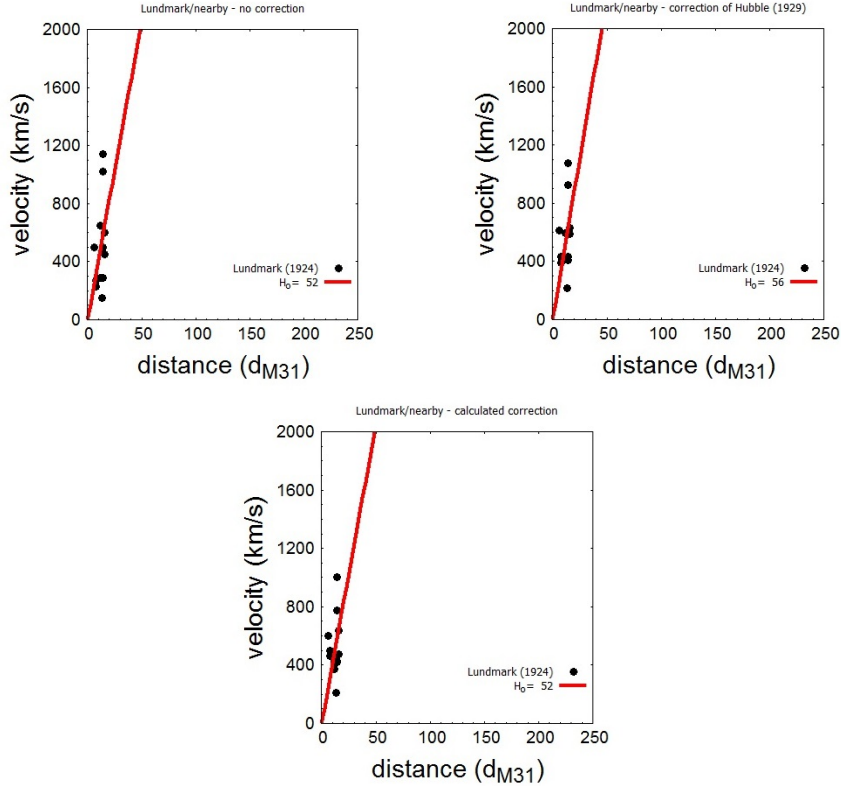 Lundmark/nearby - no correction
2000
1600
1200
800
400
0
velocity (km/s)
Lundmark (1924)
H₀= 52
0 50 100 150 200 250
distance (dM31)
Lundmark/nearby - correction of Hubble (1929)
2000
1600
1200
800
400
0
velocity (km/s)
Lundmark (1924)
H₀= 56
0 50 100 150 200 250
distance (dM31)
Lundmark/nearby - calculated correction
2000
1600
1200
800
400
0
velocity (km/s)
Lundmark (1924)
H₀= 52
0 50 100 150 200 250
distance (dM31)